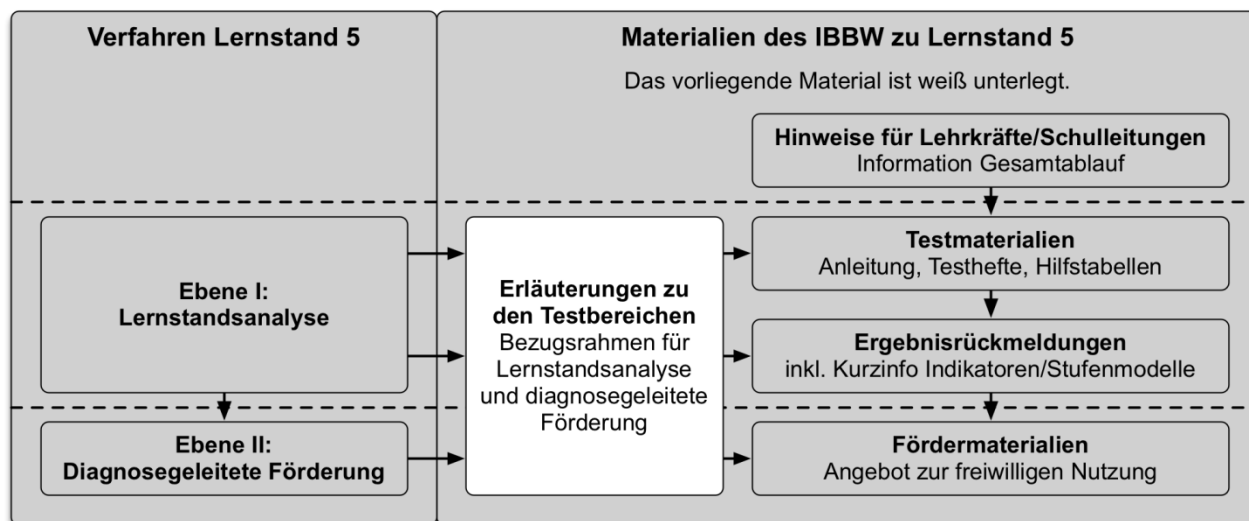 Verfahren Lernstand 5
Materialien des IBBW zu Lernstand 5
Das vorliegende Material ist weiß unterlegt.
Hinweise für Lehrkräfte/Schulleitungen
Information Gesamtablauf
Ebene I:
Lernstandsanalyse
Erläuterungen zu
den Testbereichen
Bezugsrahmen für
Lernstandsanalyse
und diagnosegeleitete
Förderung
Testmaterialien
Anleitung, Testhefte, Hilfstabellen
Ergebnisrückmeldungen
inkl. Kurzinfo Indikatoren/Stufenmodelle
Ebene II:
Diagnosegeleitete Förderung
Fördermaterialien
Angebot zur freiwilligen Nutzung